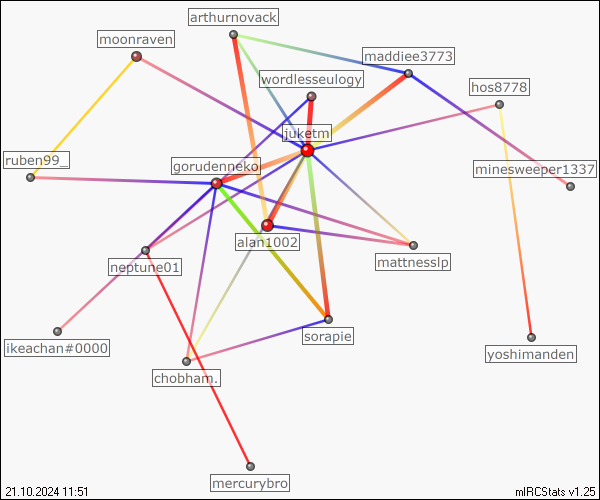 arthurnovack
moonraven
maddiee3773
wordlesseulogy
hos8778
juketn
ruben99_
gorudenneko
minesweeper1337
alan1002
mattnesslp
neptune01
sorapie
ikeachan#0000
yoshimanden
chobham.
mercurybro
21.10.2024 11:51
mIRCStats v1.25